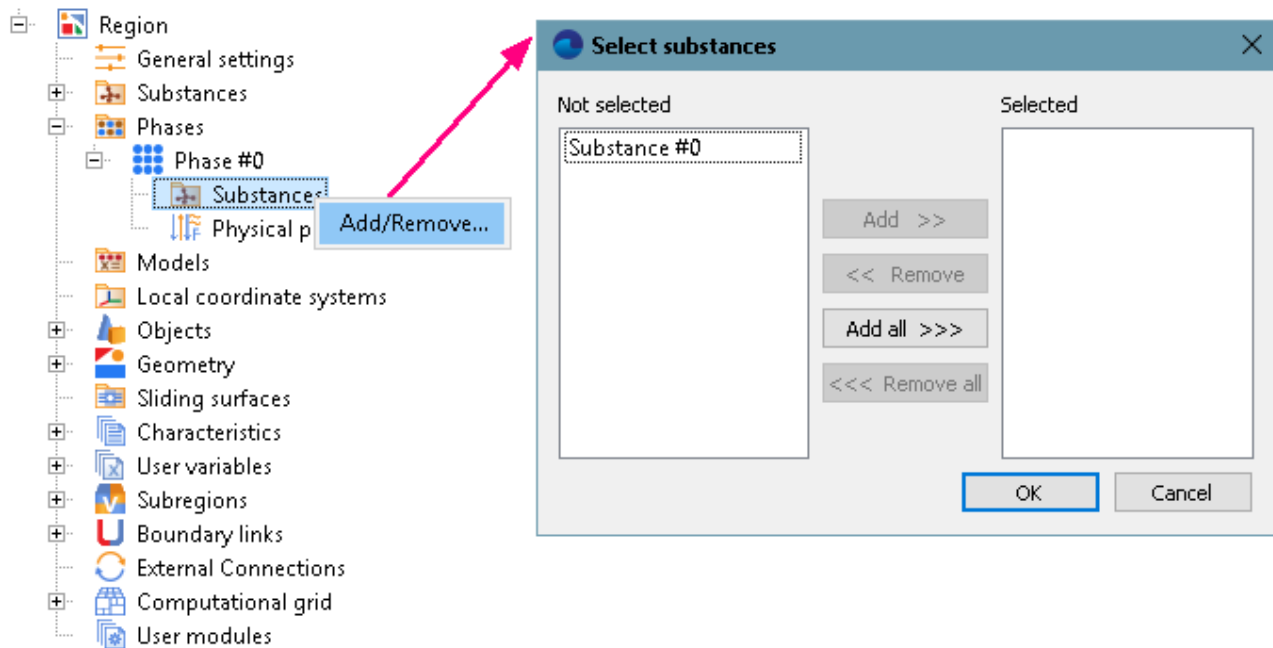 Region
General settings
Substances
Phases
Phase #0
Substances
Physical p
Add/Remove...
Models
Local coordinate systems
Objects
Geometry
Sliding surfaces
Characteristics
User variables
Subregions
Boundary links
External Connections
Computational grid
User modules
Select substances
Not selected
Selected
Substance #0
Add >>
<< Remove
Add all >>>
<<< Remove all
OK
Cancel